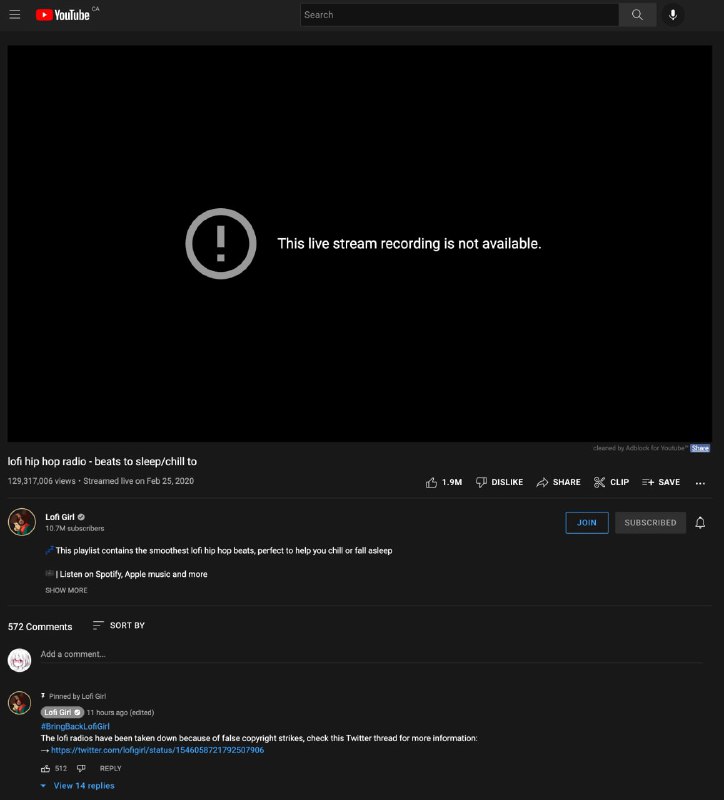 YouTube CA
Search
This live stream recording is not available.
cleaned by Adblock for Youtube™ Share
lofi hip hop radio - beats to sleep/chill to
129,317,006 views • Streamed live on Feb 25, 2020
1.9M DISLIKE SHARE CLIP SAVE
Lofi Girl
10.7M subscribers
JOIN SUBSCRIBED
💤 This playlist contains the smoothest lofi hip hop beats, perfect to help you chill or fall asleep
| Listen on Spotify, Apple music and more
SHOW MORE
572 Comments SORT BY
Add a comment...
Pinned by Lofi Girl
Lofi Girl 11 hours ago (edited)
#BringBackLofiGirl
The lofi radios have been taken down because of false copyright strikes, check this Twitter thread for more information:
→ https://twitter.com/lofigirl/status/1546058721792507906
512 REPLY
View 14 replies